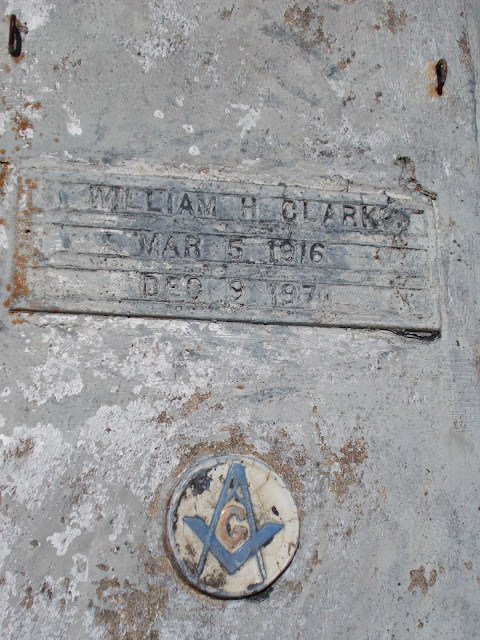 WILLIAM H. CLARK
MAR 5 1916
DEC 9
G